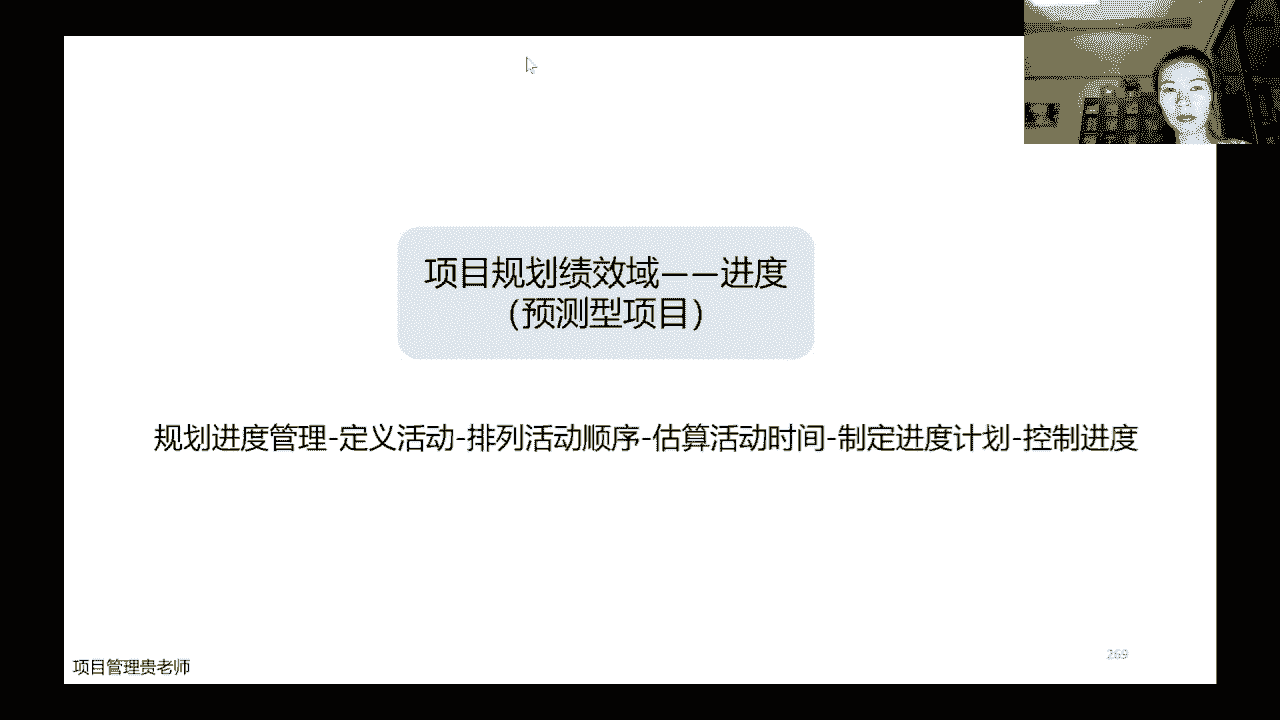 项目规划绩效域——进度
（预测型项目）
规划进度管理-定义活动-排列活动顺序-估算活动时间-制定进度计划-控制进度
项目管理贵老师
269